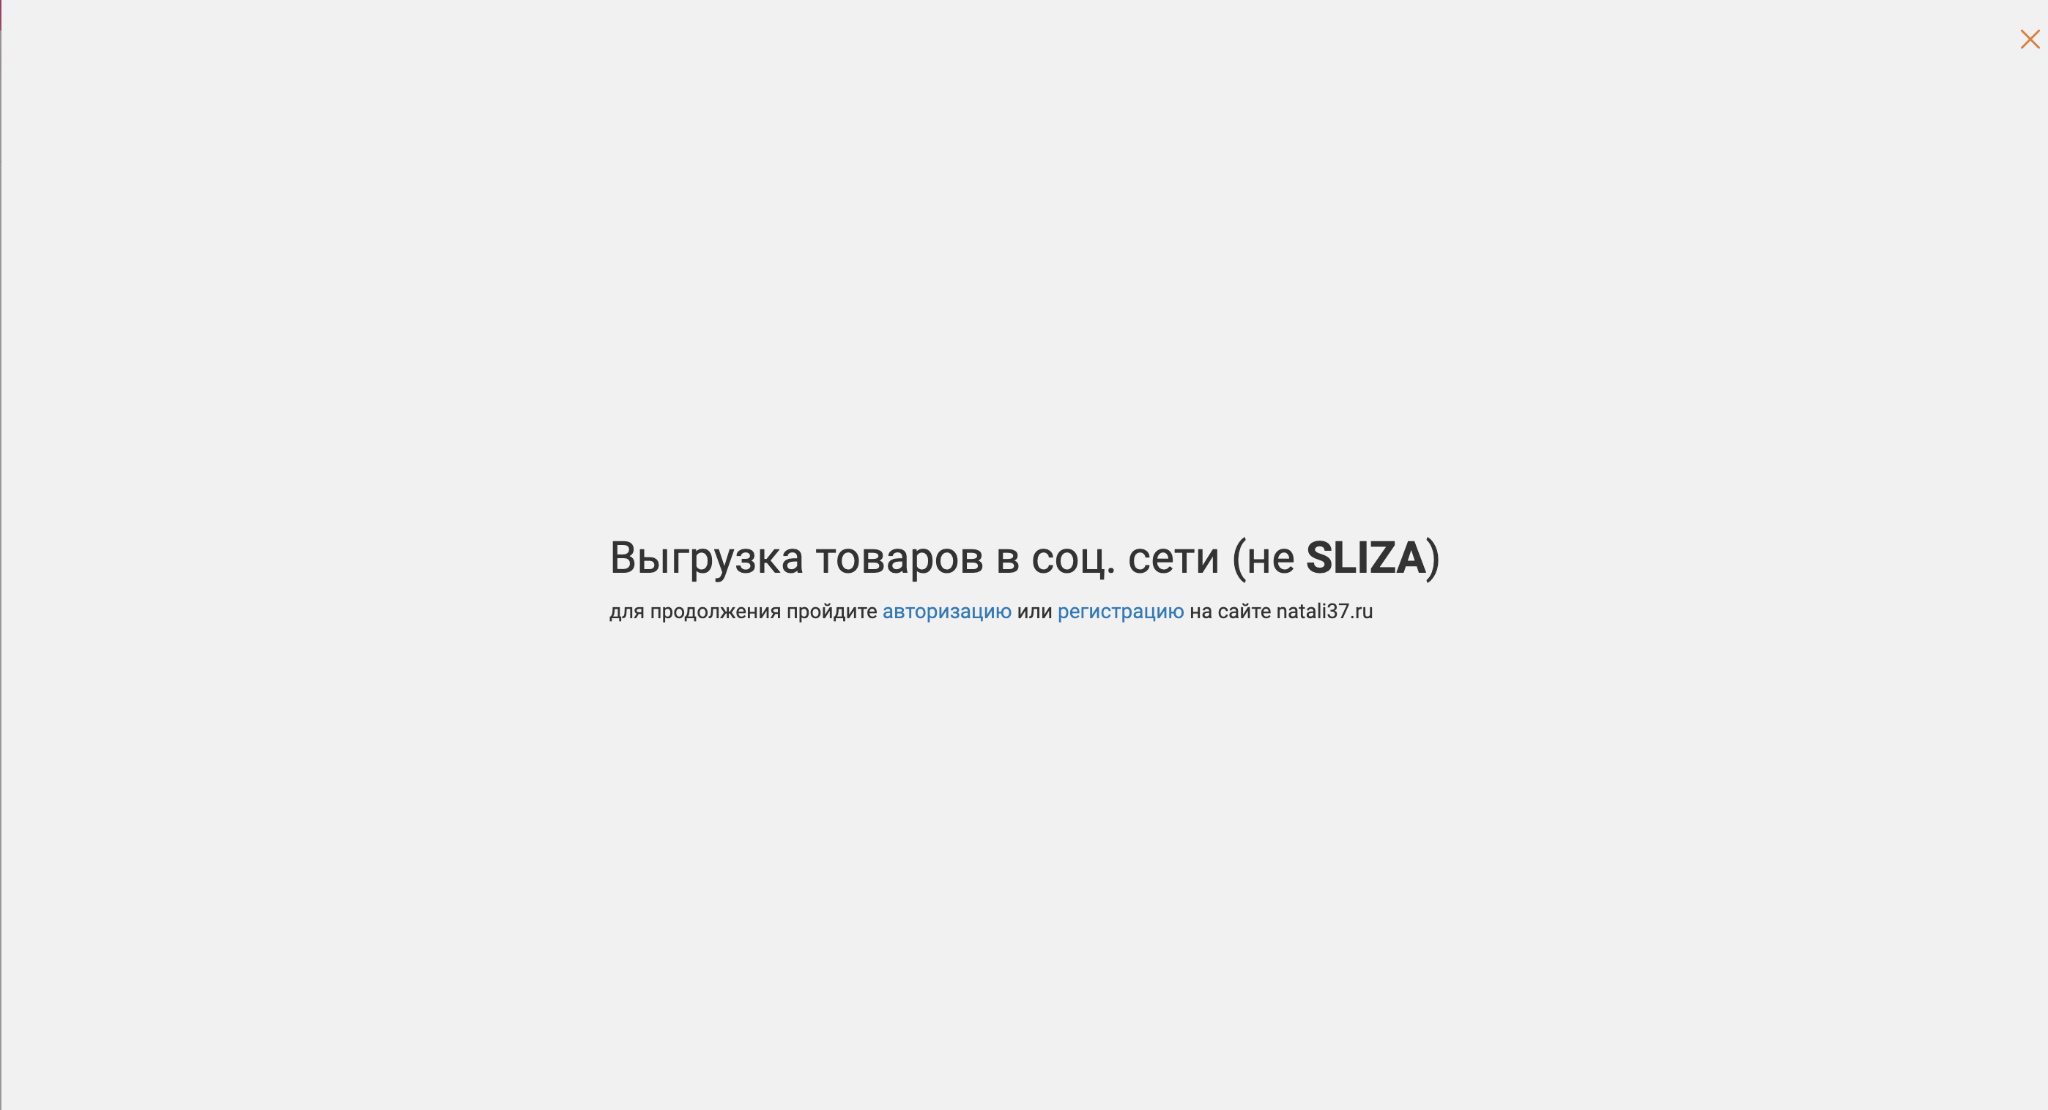 Выгрузка товаров в соц. сети (не SLIZA)
для продолжения пройдите авторизацию или регистрацию на сайте natali37.ru